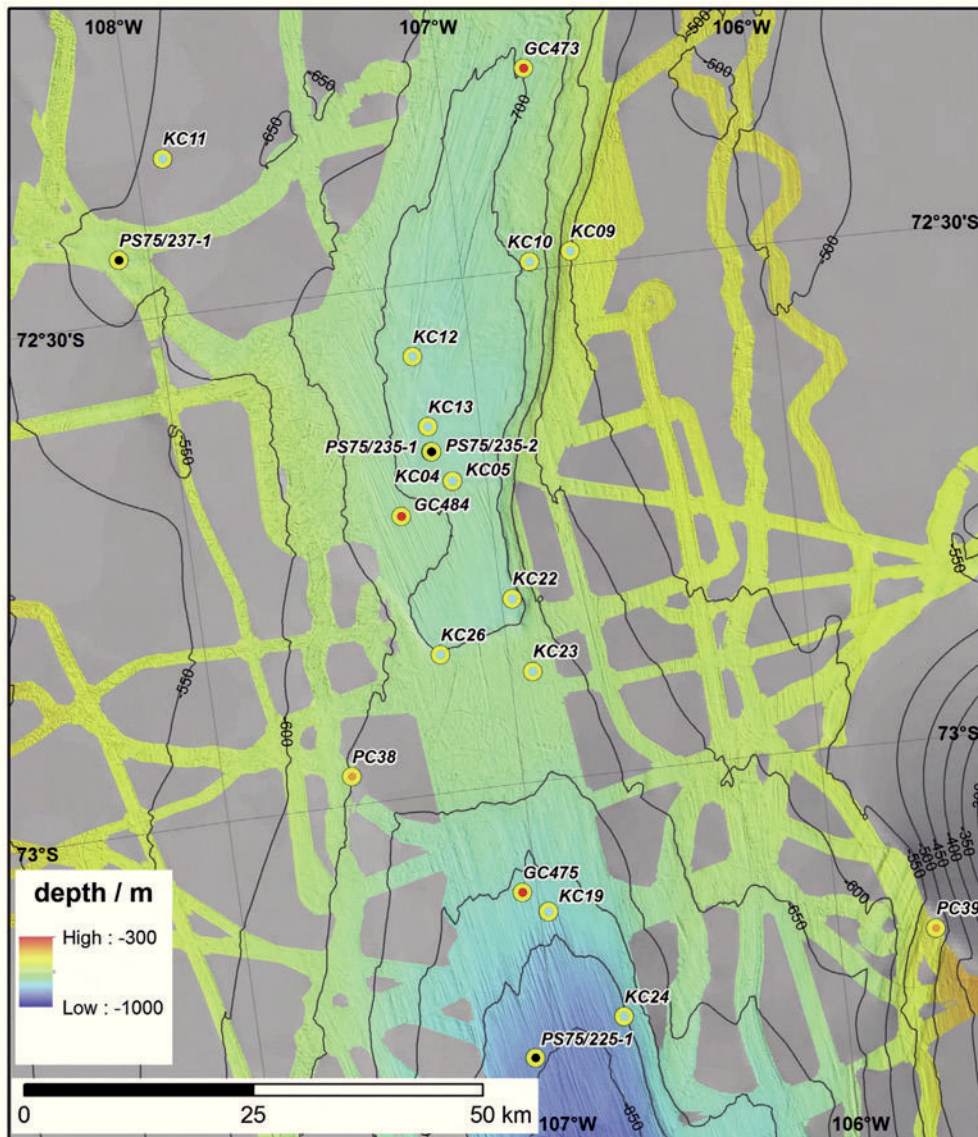 108°W
107°W
106°W
-500
-500
GC473
-650
700
-650
KC11
72°30'S
-500
KC10
KC09
PS75/237-1
72°30'S
KC12
KC13
PS75/235-1
PS75/235-2
-550
KC04
KC05
GC484
-550
KC22
KC26
KC23
-550
-600
73°S
PC38
73°S
-350
-400
-450
-500
-550
-600
GC475
KC19
-650
PC39
depth / m
High : -300
Low : -1000
KC24
PS75/225-1
0
25
50 km
-850
107°W
106°W